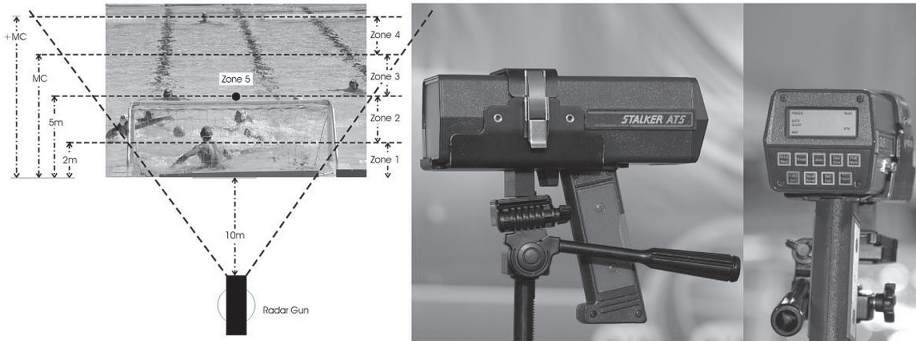 +MC
MC
5m
2m
Zone 5
Zone 4
Zone 3
Zone 2
Zone 1
10m
Radar Gun
STALKER ATS